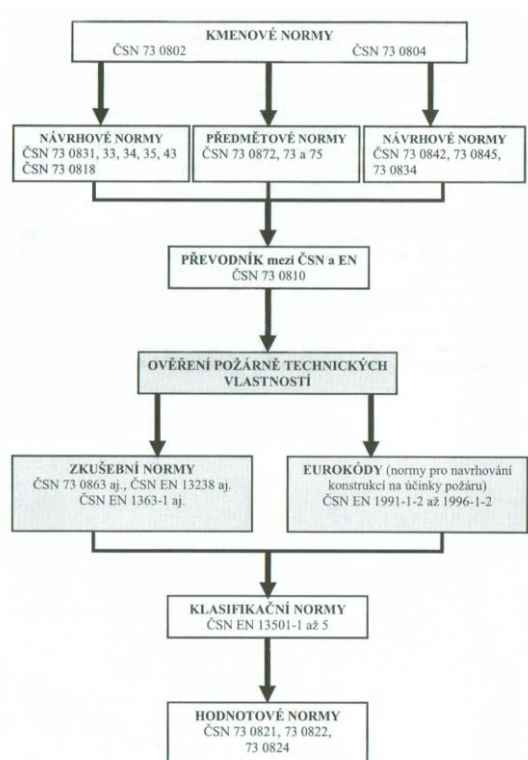 KMENOVÉ NORMY
ČSN 73 0802 ČSN 73 0804
NÁVRHOVÉ NORMY
ČSN 73 0831, 33, 34, 35, 43
ČSN 73 0818
PŘEDMĚTOVÉ NORMY
ČSN 73 0872, 73 a 75
NÁVRHOVÉ NORMY
ČSN 73 0842, 73 0845,
73 0834
PŘEVODNÍK mezi ČSN a EN
ČSN 73 0810
OVĚŘENÍ POŽÁRNĚ TECHNICKÝCH
VLASTNOSTÍ
ZKUŠEBNÍ NORMY
ČSN 73 0863 aj., ČSN EN 13238 aj.
ČSN EN 1363-1 aj.
EUROKÓDY (normy pro navrhování
konstrukcí na účinky požáru)
ČSN EN 1991-1-2 až 1996-1-2
KLASIFIKAČNÍ NORMY
ČSN EN 13501-1 až 5
HODNOTOVÉ NORMY
ČSN 73 0821, 73 0822,
73 0824